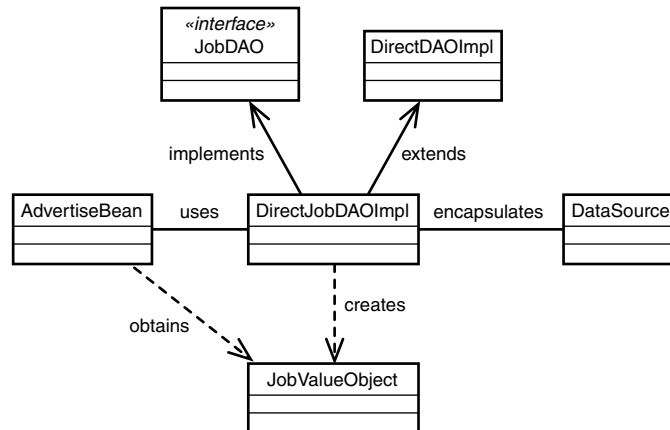 «interface»
JobDAO
DirectDAOImpl
implements
extends
AdvertiseBean
uses
DirectJobDAOImpl
encapsulates
DataSource
obtains
creates
JobValueObject